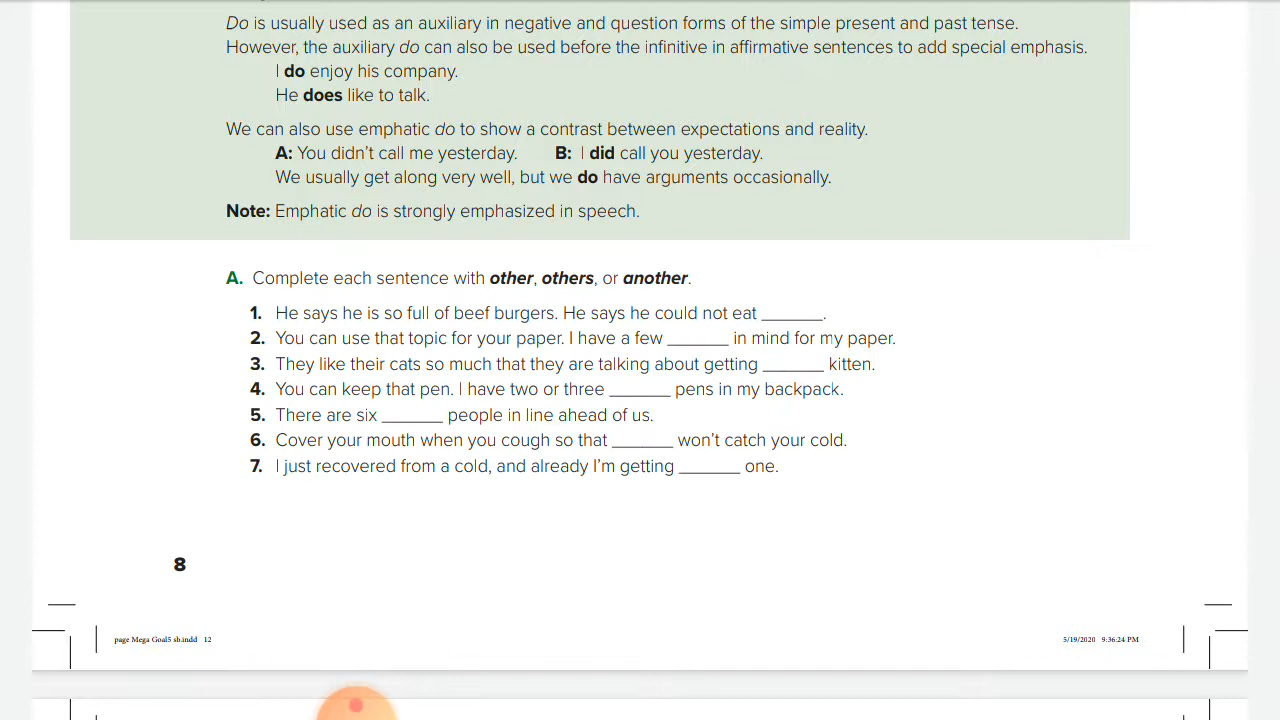 Do is usually used as an auxiliary in negative and question forms of the simple present and past tense.
However, the auxiliary do can also be used before the infinitive in affirmative sentences to add special emphasis.
I do enjoy his company.
He does like to talk.
We can also use emphatic do to show a contrast between expectations and reality.
A: You didn't call me yesterday. B: I did call you yesterday.
We usually get along very well, but we do have arguments occasionally.
Note: Emphatic do is strongly emphasized in speech.
A. Complete each sentence with other, others, or another.
1. He says he is so full of beef burgers. He says he could not eat ______.
2. You can use that topic for your paper. I have a few ______ in mind for my paper.
3. They like their cats so much that they are talking about getting ______ kitten.
4. You can keep that pen. I have two or three ______ pens in my backpack.
5. There are six ______ people in line ahead of us.
6. Cover your mouth when you cough so that ______ won't catch your cold.
7. I just recovered from a cold, and already I'm getting ______ one.
8
page Mega Goal5 sb.indd 12 5/19/2020 9:36:24 PM